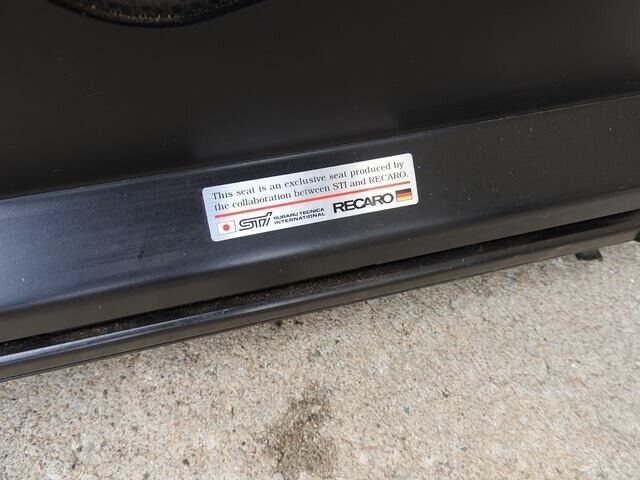 This seat is an exclusive seat produced by
the collaboration between STI and RECARO.
STI SUBARU TECNICA
INTERNATIONAL
RECARO